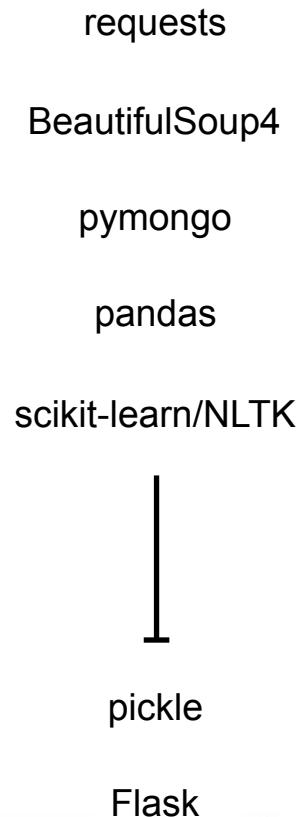 requests
BeautifulSoup4
pymongo
pandas
scikit-learn/NLTK
pickle
Flask